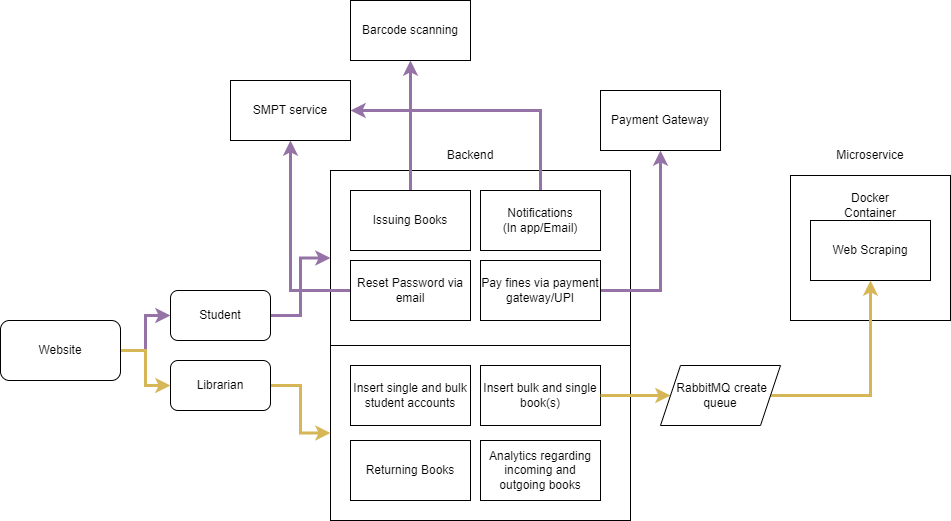 Barcode scanning
SMPT service
Payment Gateway
Backend
Microservice
Issuing Books
Notifications
(In app/Email)
Docker
Container
Web Scraping
Reset Password via
email
Pay fines via payment
gateway/UPI
Student
Website
Librarian
Insert single and bulk
student accounts
Insert bulk and single
book(s)
RabbitMQ create
queue
Returning Books
Analytics regarding
incoming and
outgoing books